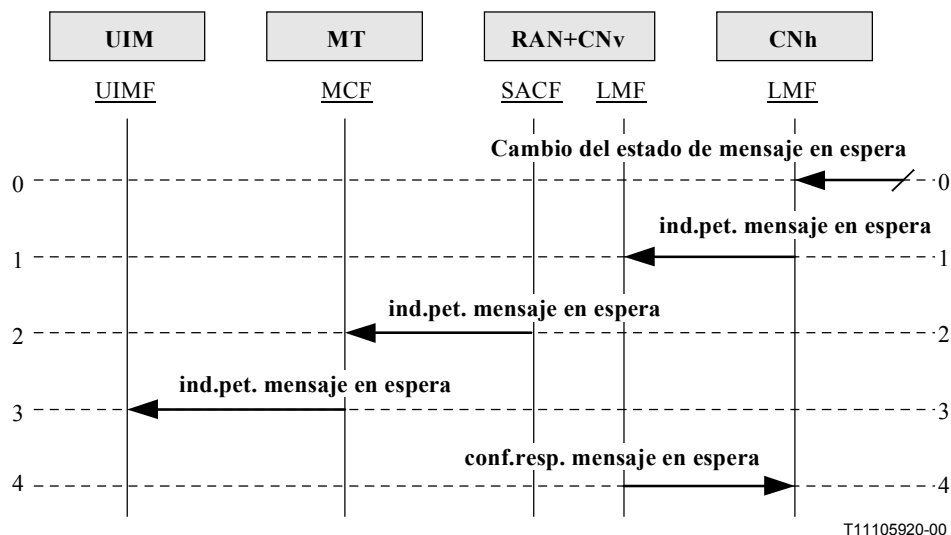 UIM MT RAN+CNv CNh
UIMF MCF SACF LMF LMF
Cambio del estado de mensaje en espera
0 0
ind.pet. mensaje en espera
1 1
ind.pet. mensaje en espera
2 2
ind.pet. mensaje en espera
3 3
conf.resp. mensaje en espera
4 4
T11105920-00